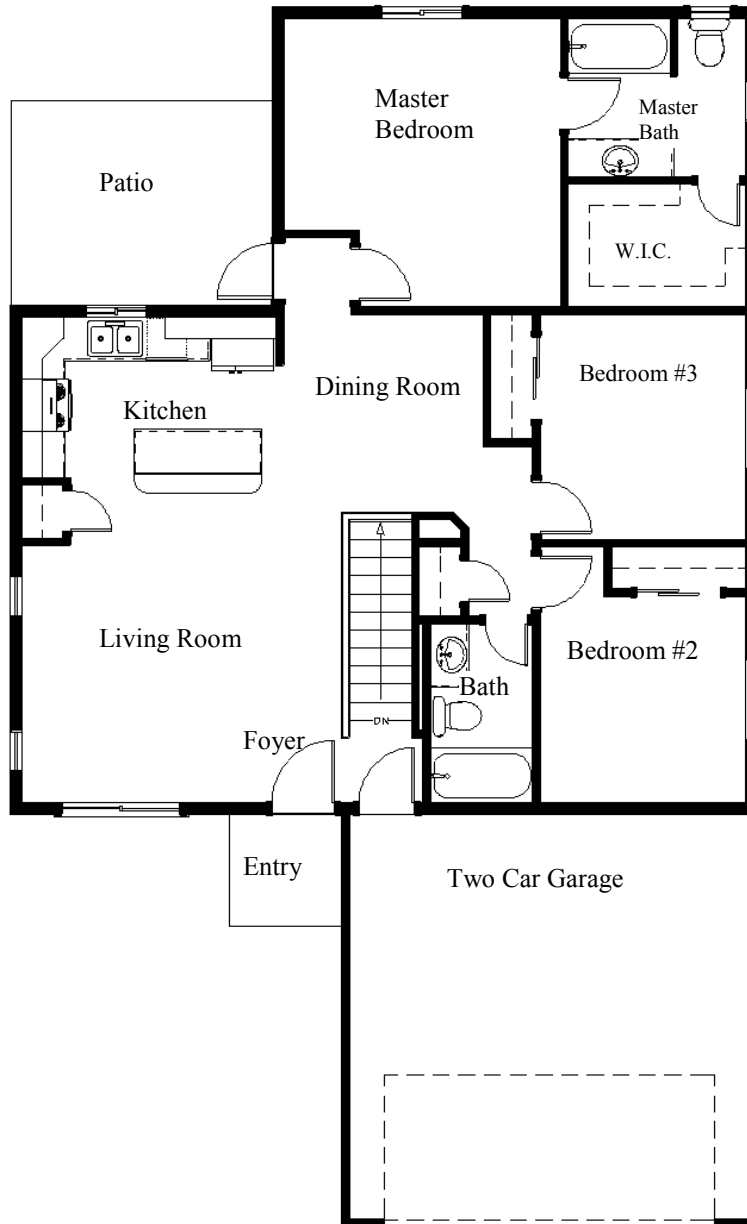 Master
Bedroom
Master
Bath
Patio
W.I.C.
Dining Room
Bedroom #3
Kitchen
Living Room
Bedroom #2
Bath
DN
Foyer
Entry
Two Car Garage